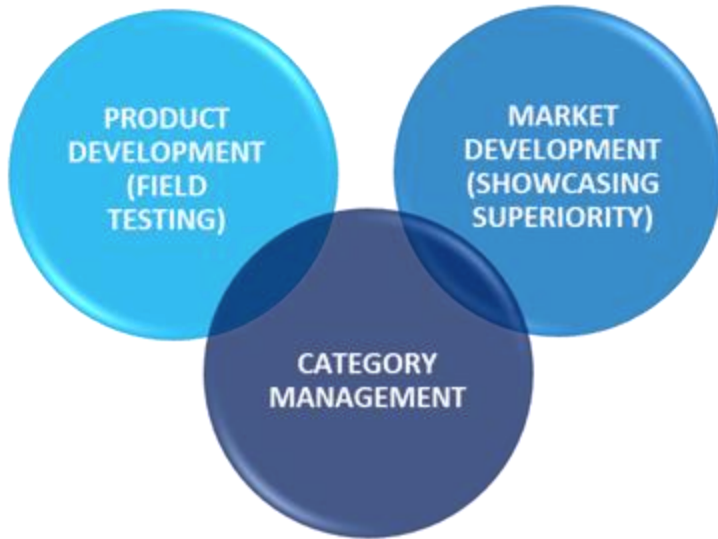 PRODUCT
DEVELOPMENT
(FIELD
TESTING)
MARKET
DEVELOPMENT
(SHOWCASING
SUPERIORITY)
CATEGORY
MANAGEMENT